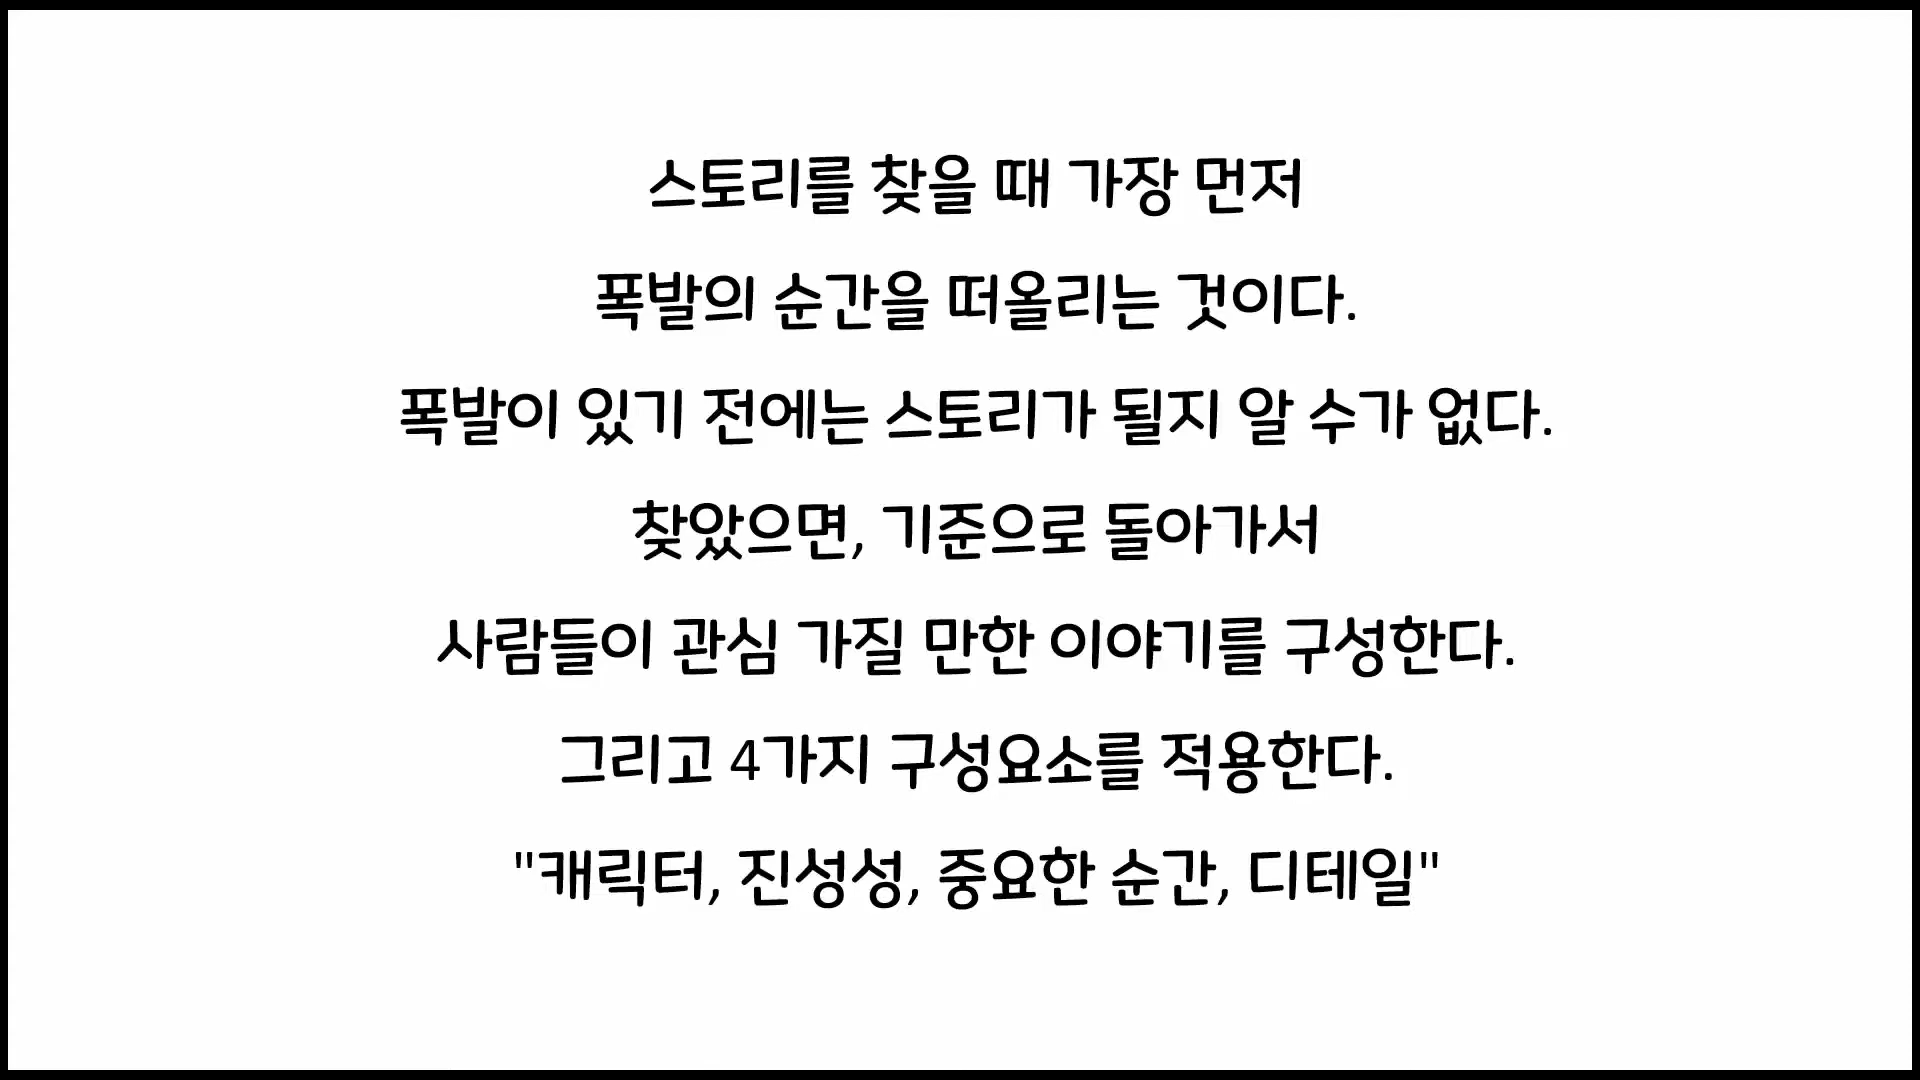 스토리를 찾을 때 가장 먼저
폭발의 순간을 떠올리는 것이다.
폭발이 있기 전에는 스토리가 될지 알 수가 없다.
찾았으면, 기준으로 돌아가서
사람들이 관심 가질 만한 이야기를 구성한다.
그리고 4가지 구성요소를 적용한다.
"캐릭터, 진성성, 중요한 순간, 디테일"